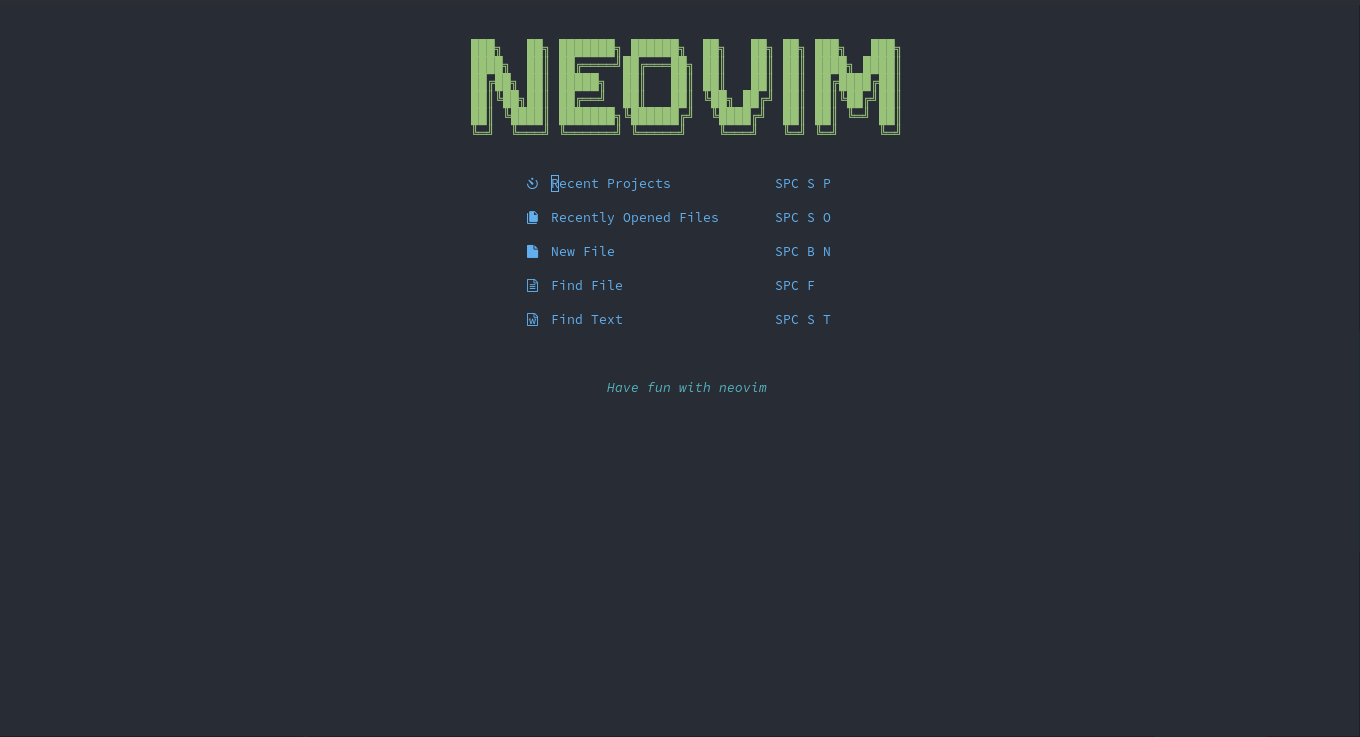 NEOVIM
Recent Projects SPC S P
Recently Opened Files SPC S O
New File SPC B N
Find File SPC F
Find Text SPC S T
Have fun with neovim